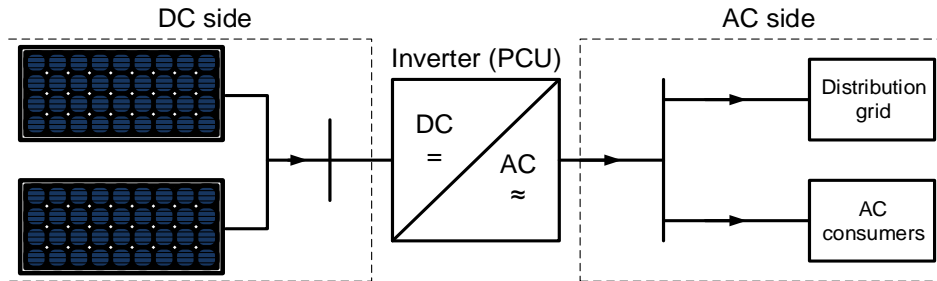 DC side
AC side
Inverter (PCU)
DC
=
AC
≈
Distribution
grid
AC
consumers